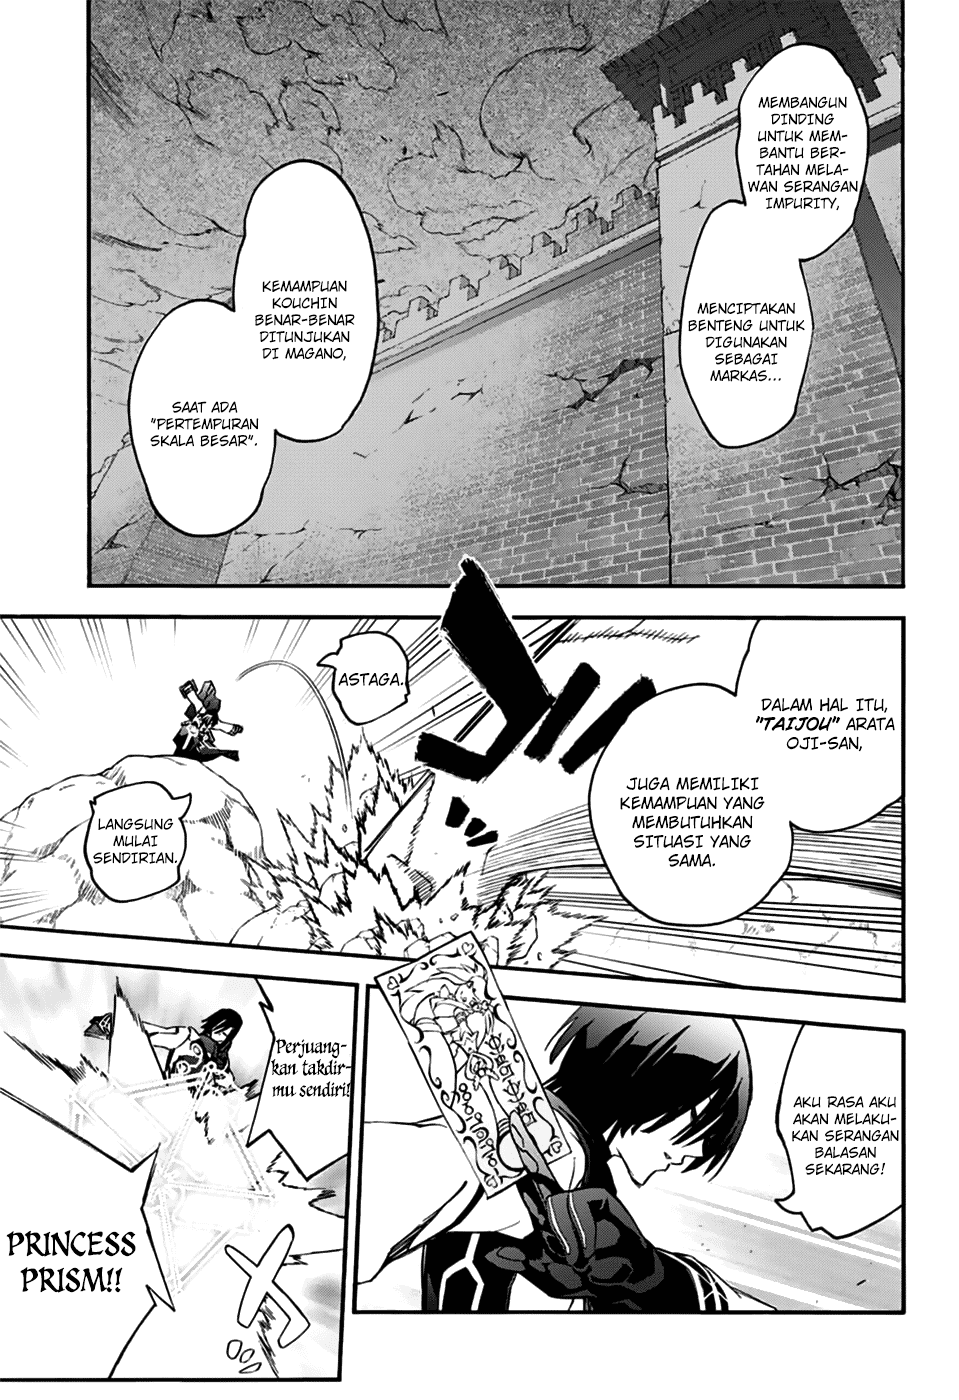 MEMBANGUN
DINDING
UNTUK MEM-
BANTU BER-
TAHAN MELA-
WAN SERANGAN
IMPURITY,
MENCIPTAKAN
BENTENG UNTUK
DIGUNAKAN
SEBAGAI
MARKAS...
KEMAMPUAN
KOUCHIN
BENAR-BENAR
DITUNJUKAN
DI MAGANO,
SAAT ADA
"PERTEMPURAN
SKALA BESAR".
DALAM HAL ITU,
"TAIJOU" ARATA
OJI-SAN,
JUGA MEMILIKI
KEMAMPUAN YANG
MEMBUTUHKAN
SITUASI YANG
SAMA.
ASTAGA.
LANGSUNG
MULAI
SENDIRIAN.
AKU RASA AKU
AKAN MELAKU-
KAN SERANGAN
BALASAN
SEKARANG!
Perjuang-
kan takdir-
mu sendiri!
PRINCESS
PRISM!!